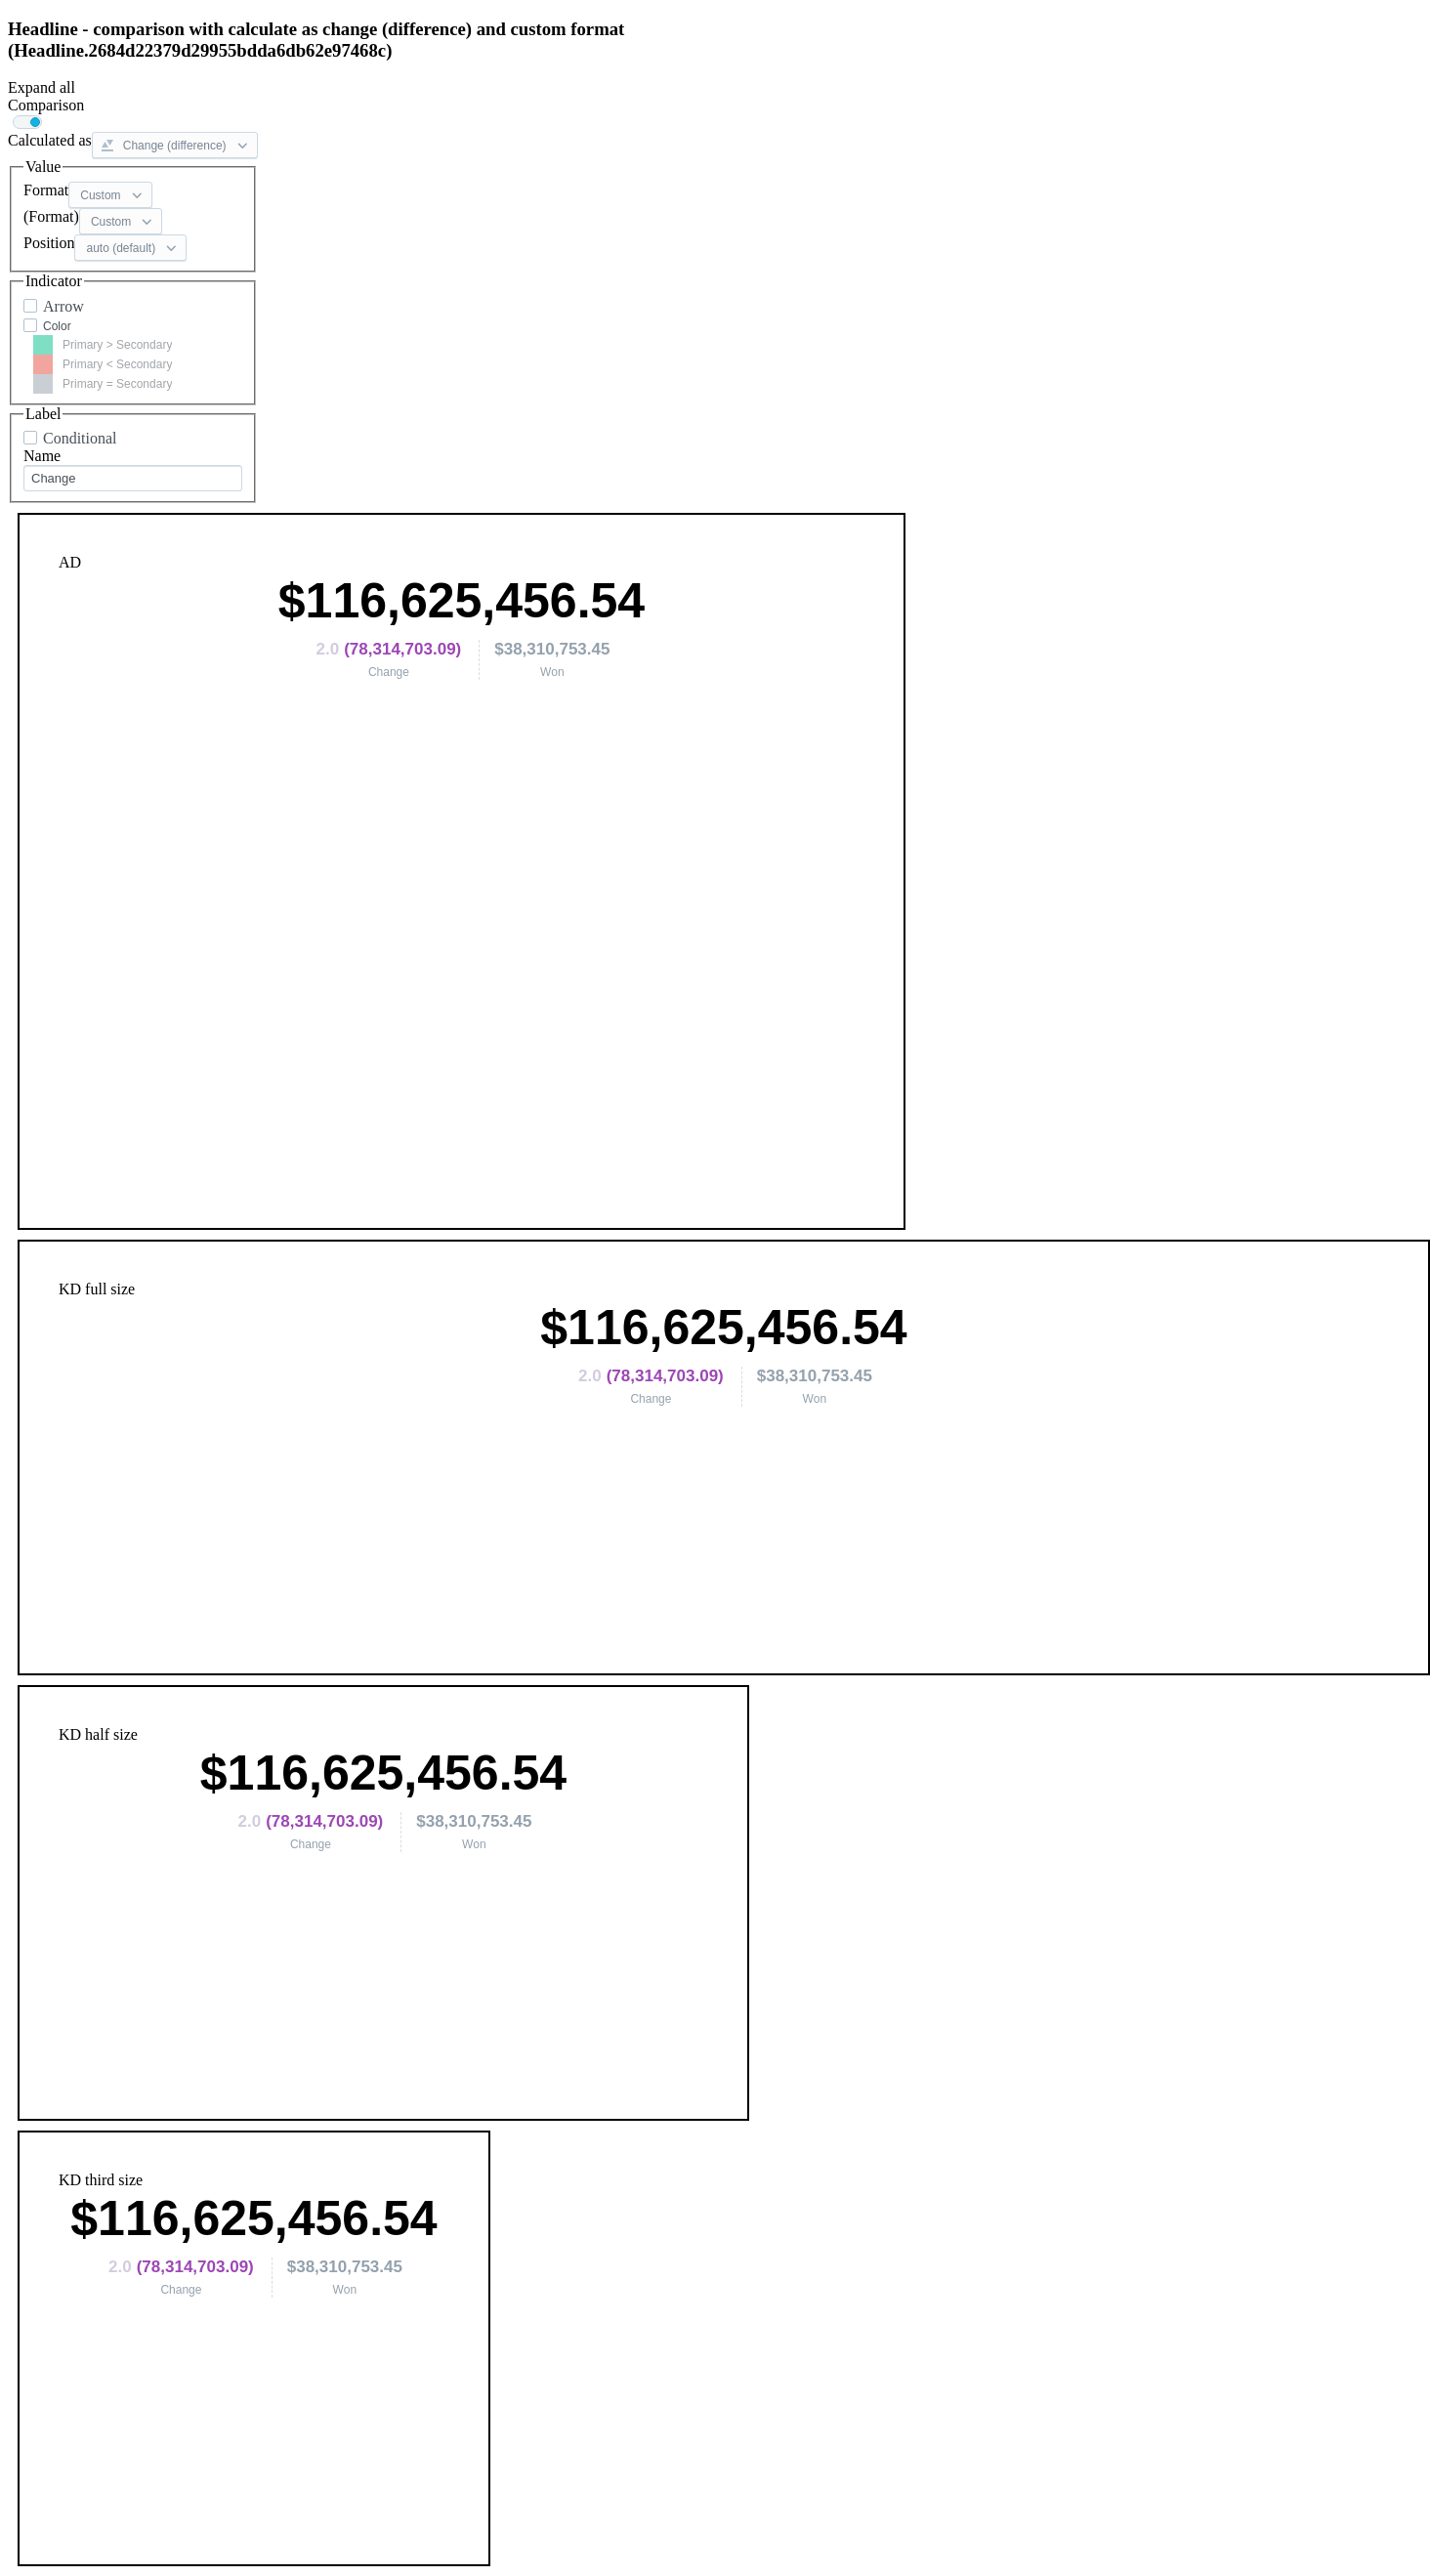 Headline - comparison with calculate as change (difference) and custom format
(Headline.2684d22379d29955bdda6db62e97468c)
Expand all
Comparison
Calculated as Change (difference)
Value
Format Custom
(Format) Custom
Position auto (default)
Indicator
Arrow
Color
Primary > Secondary
Primary < Secondary
Primary = Secondary
Label
Conditional
Name
Change
AD
$116,625,456.54
2.0 (78,314,703.09) $38,310,753.45
Change Won
KD full size
$116,625,456.54
2.0 (78,314,703.09) $38,310,753.45
Change Won
KD half size
$116,625,456.54
2.0 (78,314,703.09) $38,310,753.45
Change Won
KD third size
$116,625,456.54
2.0 (78,314,703.09) $38,310,753.45
Change Won